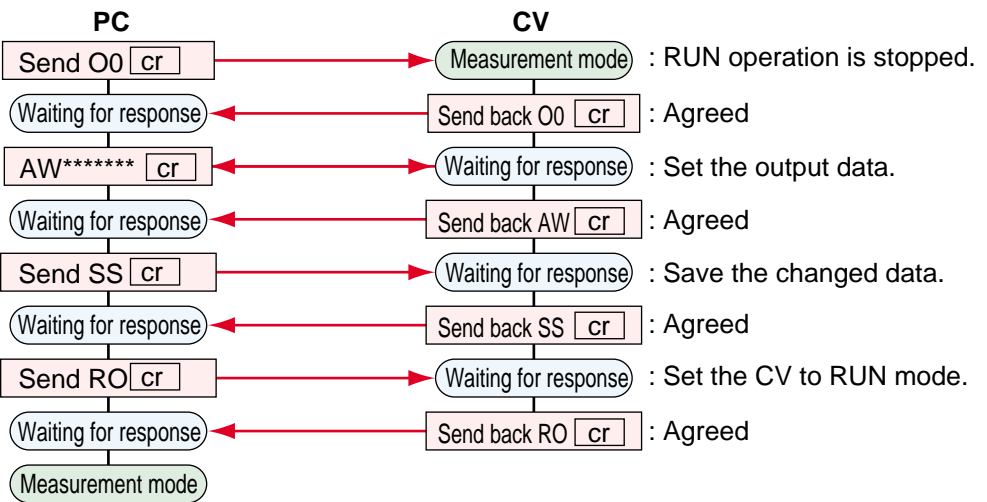 PC CV
Send O0 cr Measurement mode : RUN operation is stopped.
Waiting for response Send back O0 cr : Agreed
AW******* cr Waiting for response : Set the output data.
Waiting for response Send back AW cr : Agreed
Send SS cr Waiting for response : Save the changed data.
Waiting for response Send back SS cr : Agreed
Send RO cr Waiting for response : Set the CV to RUN mode.
Waiting for response Send back RO cr : Agreed
Measurement mode